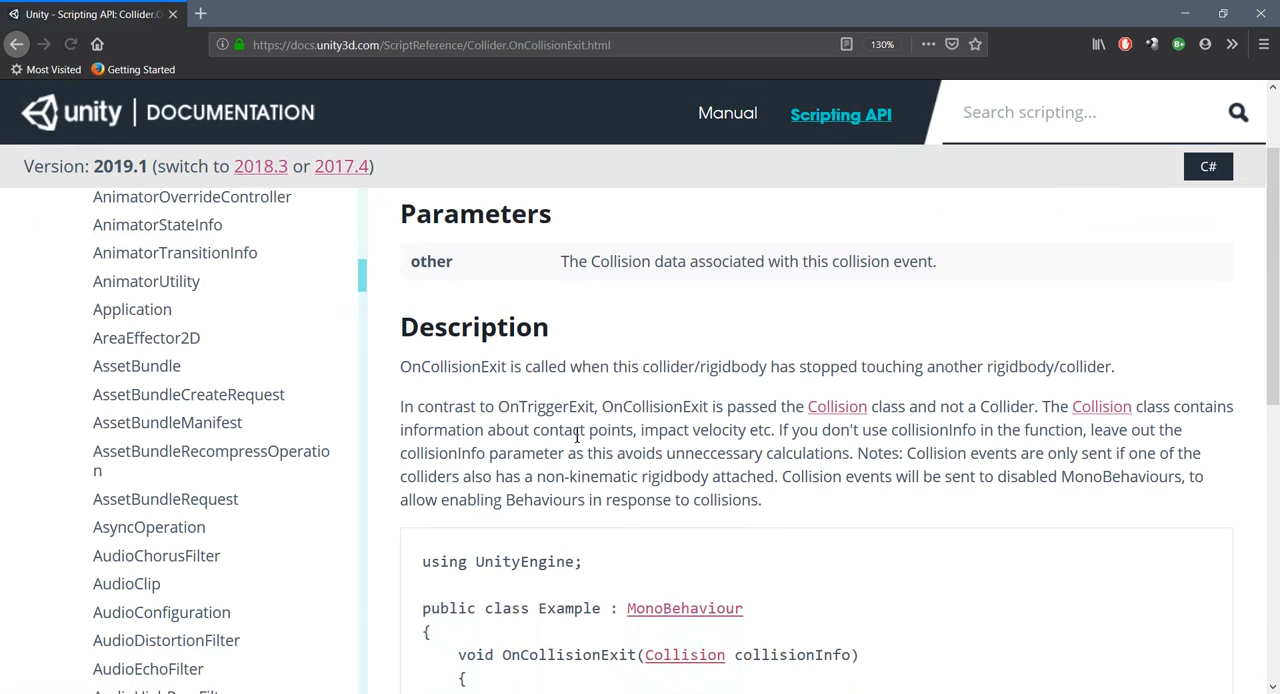 Unity - Scripting API: Collider.O
https://docs.unity3d.com/ScriptReference/Collider.OnCollisionExit.html
130%
Most Visited
Getting Started
unity | DOCUMENTATION
Manual
Scripting API
Search scripting...
Version: 2019.1 (switch to 2018.3 or 2017.4)
C#
AnimatorOverrideController
AnimatorStateInfo
AnimatorTransitionInfo
AnimatorUtility
Application
AreaEffector2D
AssetBundle
AssetBundleCreateRequest
AssetBundleManifest
AssetBundleRecompressOperatio
n
AssetBundleRequest
AsyncOperation
AudioChorusFilter
AudioClip
AudioConfiguration
AudioDistortionFilter
AudioEchoFilter
Parameters
other The Collision data associated with this collision event.
Description
OnCollisionExit is called when this collider/rigidbody has stopped touching another rigidbody/collider.
In contrast to OnTriggerExit, OnCollisionExit is passed the Collision class and not a Collider. The Collision class contains
information about contact points, impact velocity etc. If you don't use collisionInfo in the function, leave out the
collisionInfo parameter as this avoids unneccessary calculations. Notes: Collision events are only sent if one of the
colliders also has a non-kinematic rigidbody attached. Collision events will be sent to disabled MonoBehaviours, to
allow enabling Behaviours in response to collisions.
using UnityEngine;
public class Example : MonoBehaviour
{
void OnCollisionExit(Collision collisionInfo)
{